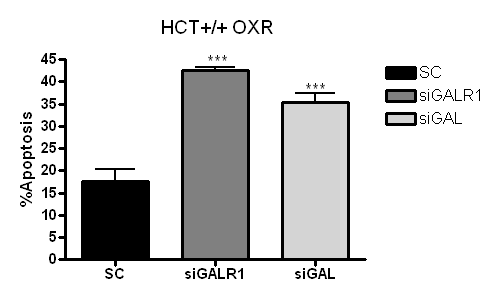 HCT+/+ OXR
%Apoptosis
45
40
35
30
25
20
15
10
5
0
***
***
SC
siGALR1
siGAL
SC
siGALR1
siGAL